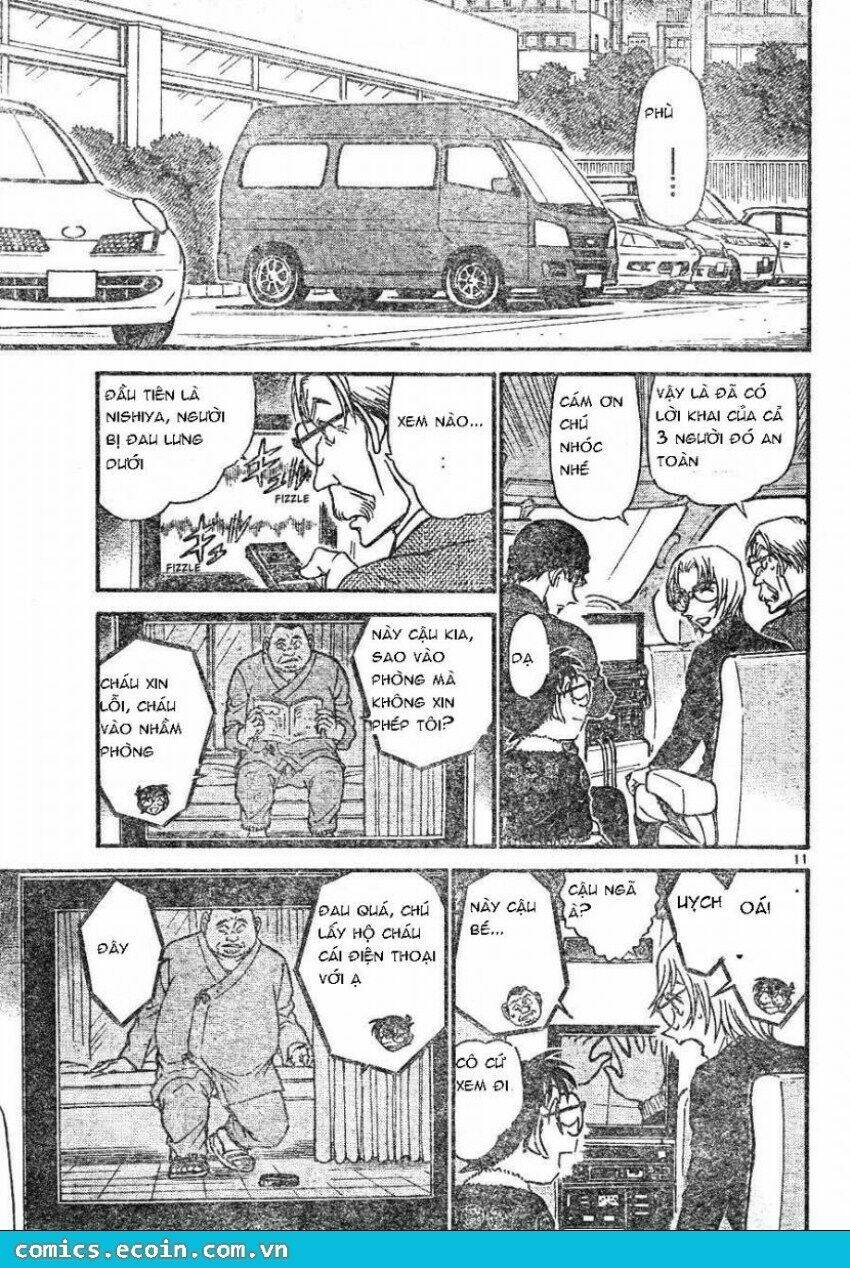 PHÙ
VẬY LÀ ĐÃ CÓ
LỜI KHAI CỦA CẢ
3 NGƯỜI ĐÓ AN
TOÀN
CÁM ƠN
CHÚ
NHÓC
NHÉ
DẠ
XEM NÀO...
ĐẦU TIÊN LÀ
NISHIYA, NGƯỜI
BỊ ĐAU LƯNG
DƯỚI
FIZZLE
FIZZLE
NÀY CẬU KIA,
SAO VÀO
PHÒNG MÀ
KHÔNG XIN
PHÉP TÔI?
CHÁU XIN
LỖI, CHÁU
VÀO NHẦM
PHÒNG
11
OÁI
UỴCH
CẬU NGÃ
À?
NÀY CẬU
BÉ...
CÔ CỨ
XEM ĐI
ĐAU QUÁ, CHÚ
LẤY HỘ CHÁU
CÁI ĐIỆN THOẠI
VỚI Ạ
ĐÂY
comics.ecoin.com.vn